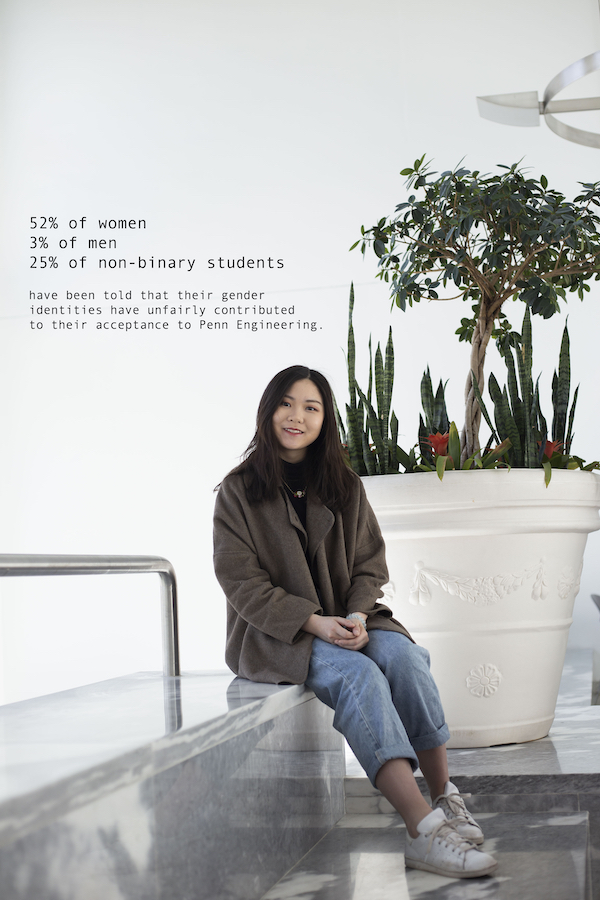 52% of women
3% of men
25% of non-binary students
have been told that their gender
identities have unfairly contributed
to their acceptance to Penn Engineering.